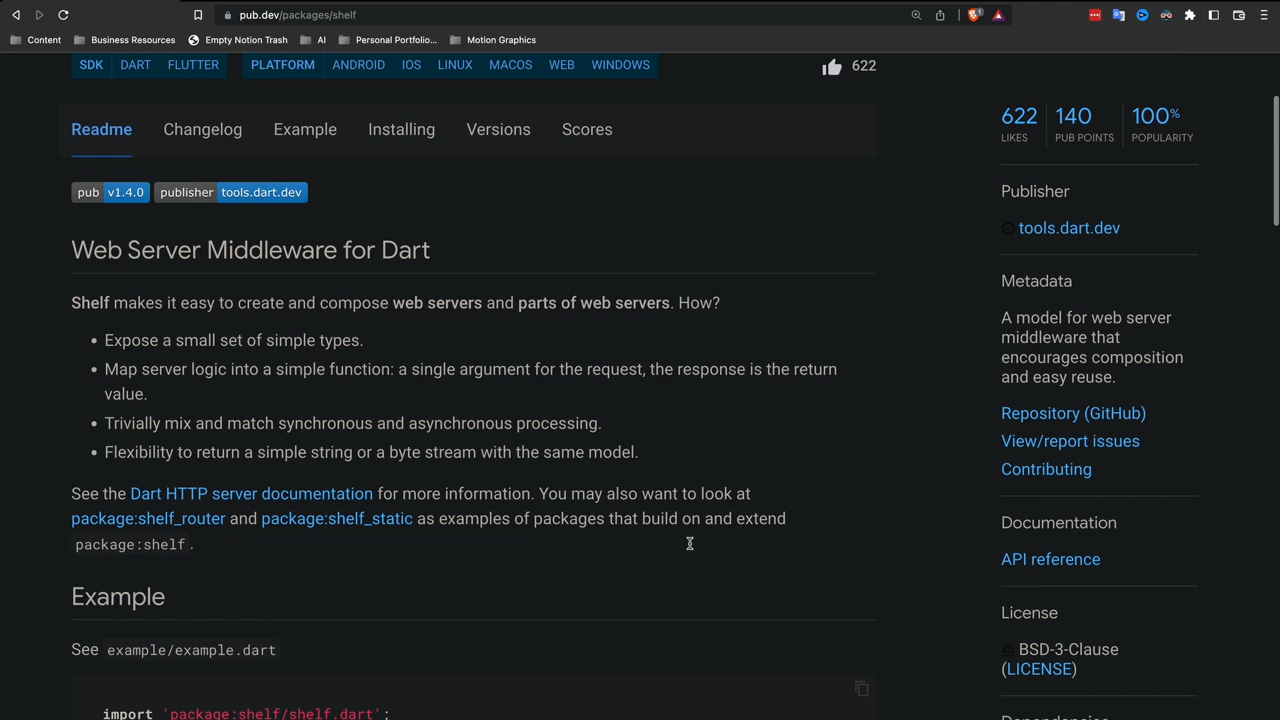 pub.dev/packages/shelf
Content Business Resources Empty Notion Trash AI Personal Portfolio... Motion Graphics
SDK DART FLUTTER PLATFORM ANDROID IOS LINUX MACOS WEB WINDOWS 622
Readme Changelog Example Installing Versions Scores
pub v1.4.0 publisher tools.dart.dev
Web Server Middleware for Dart
Shelf makes it easy to create and compose web servers and parts of web servers. How?
• Expose a small set of simple types.
• Map server logic into a simple function: a single argument for the request, the response is the return
value.
• Trivially mix and match synchronous and asynchronous processing.
• Flexibility to return a simple string or a byte stream with the same model.
See the Dart HTTP server documentation for more information. You may also want to look at
package:shelf_router and package:shelf_static as examples of packages that build on and extend
package:shelf.
Example
See example/example.dart
import 'package:shelf/shelf.dart';
622 140 100%
LIKES PUB POINTS POPULARITY
Publisher
tools.dart.dev
Metadata
A model for web server
middleware that
encourages composition
and easy reuse.
Repository (GitHub)
View/report issues
Contributing
Documentation
API reference
License
BSD-3-Clause
(LICENSE)